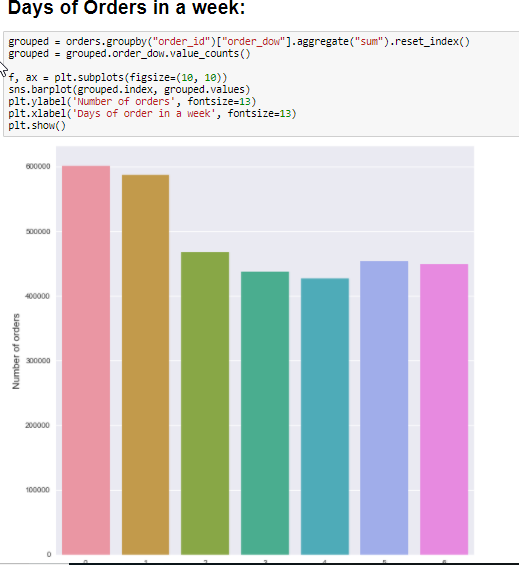 Days of Orders in a week:
grouped = orders.groupby("order_id")["order_dow"].aggregate("sum").reset_index()
grouped = grouped.order_dow.value_counts()
f, ax = plt.subplots(figsize=(10, 10))
sns.barplot(grouped.index, grouped.values)
plt.ylabel('Number of orders', fontsize=13)
plt.xlabel('Days of order in a week', fontsize=13)
plt.show()
600000
500000
400000
300000
200000
100000
0
Number of orders